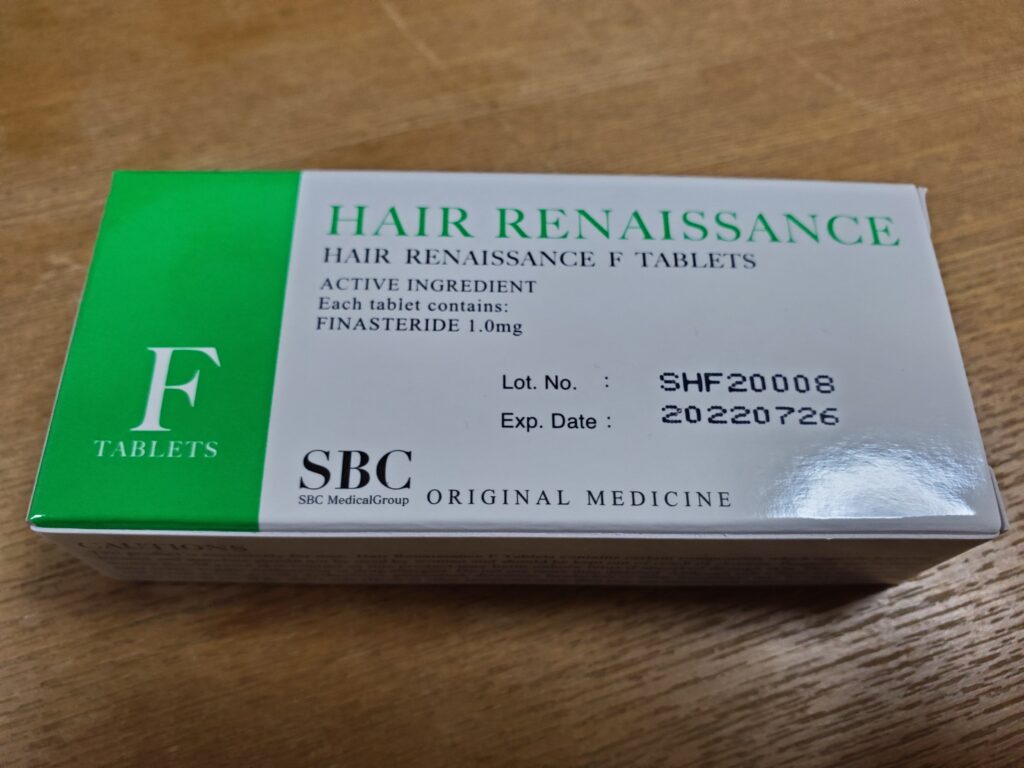 HAIR RENAISSANCE
HAIR RENAISSANCE F TABLETS
ACTIVE INGREDIENT
Each tablet contains:
FINASTERIDE 1.0mg
Lot. No. : SHF20008
Exp. Date : 20220726
F
TABLETS
SBC
SBC MedicalGroup
ORIGINAL MEDICINE
CAUTIONS